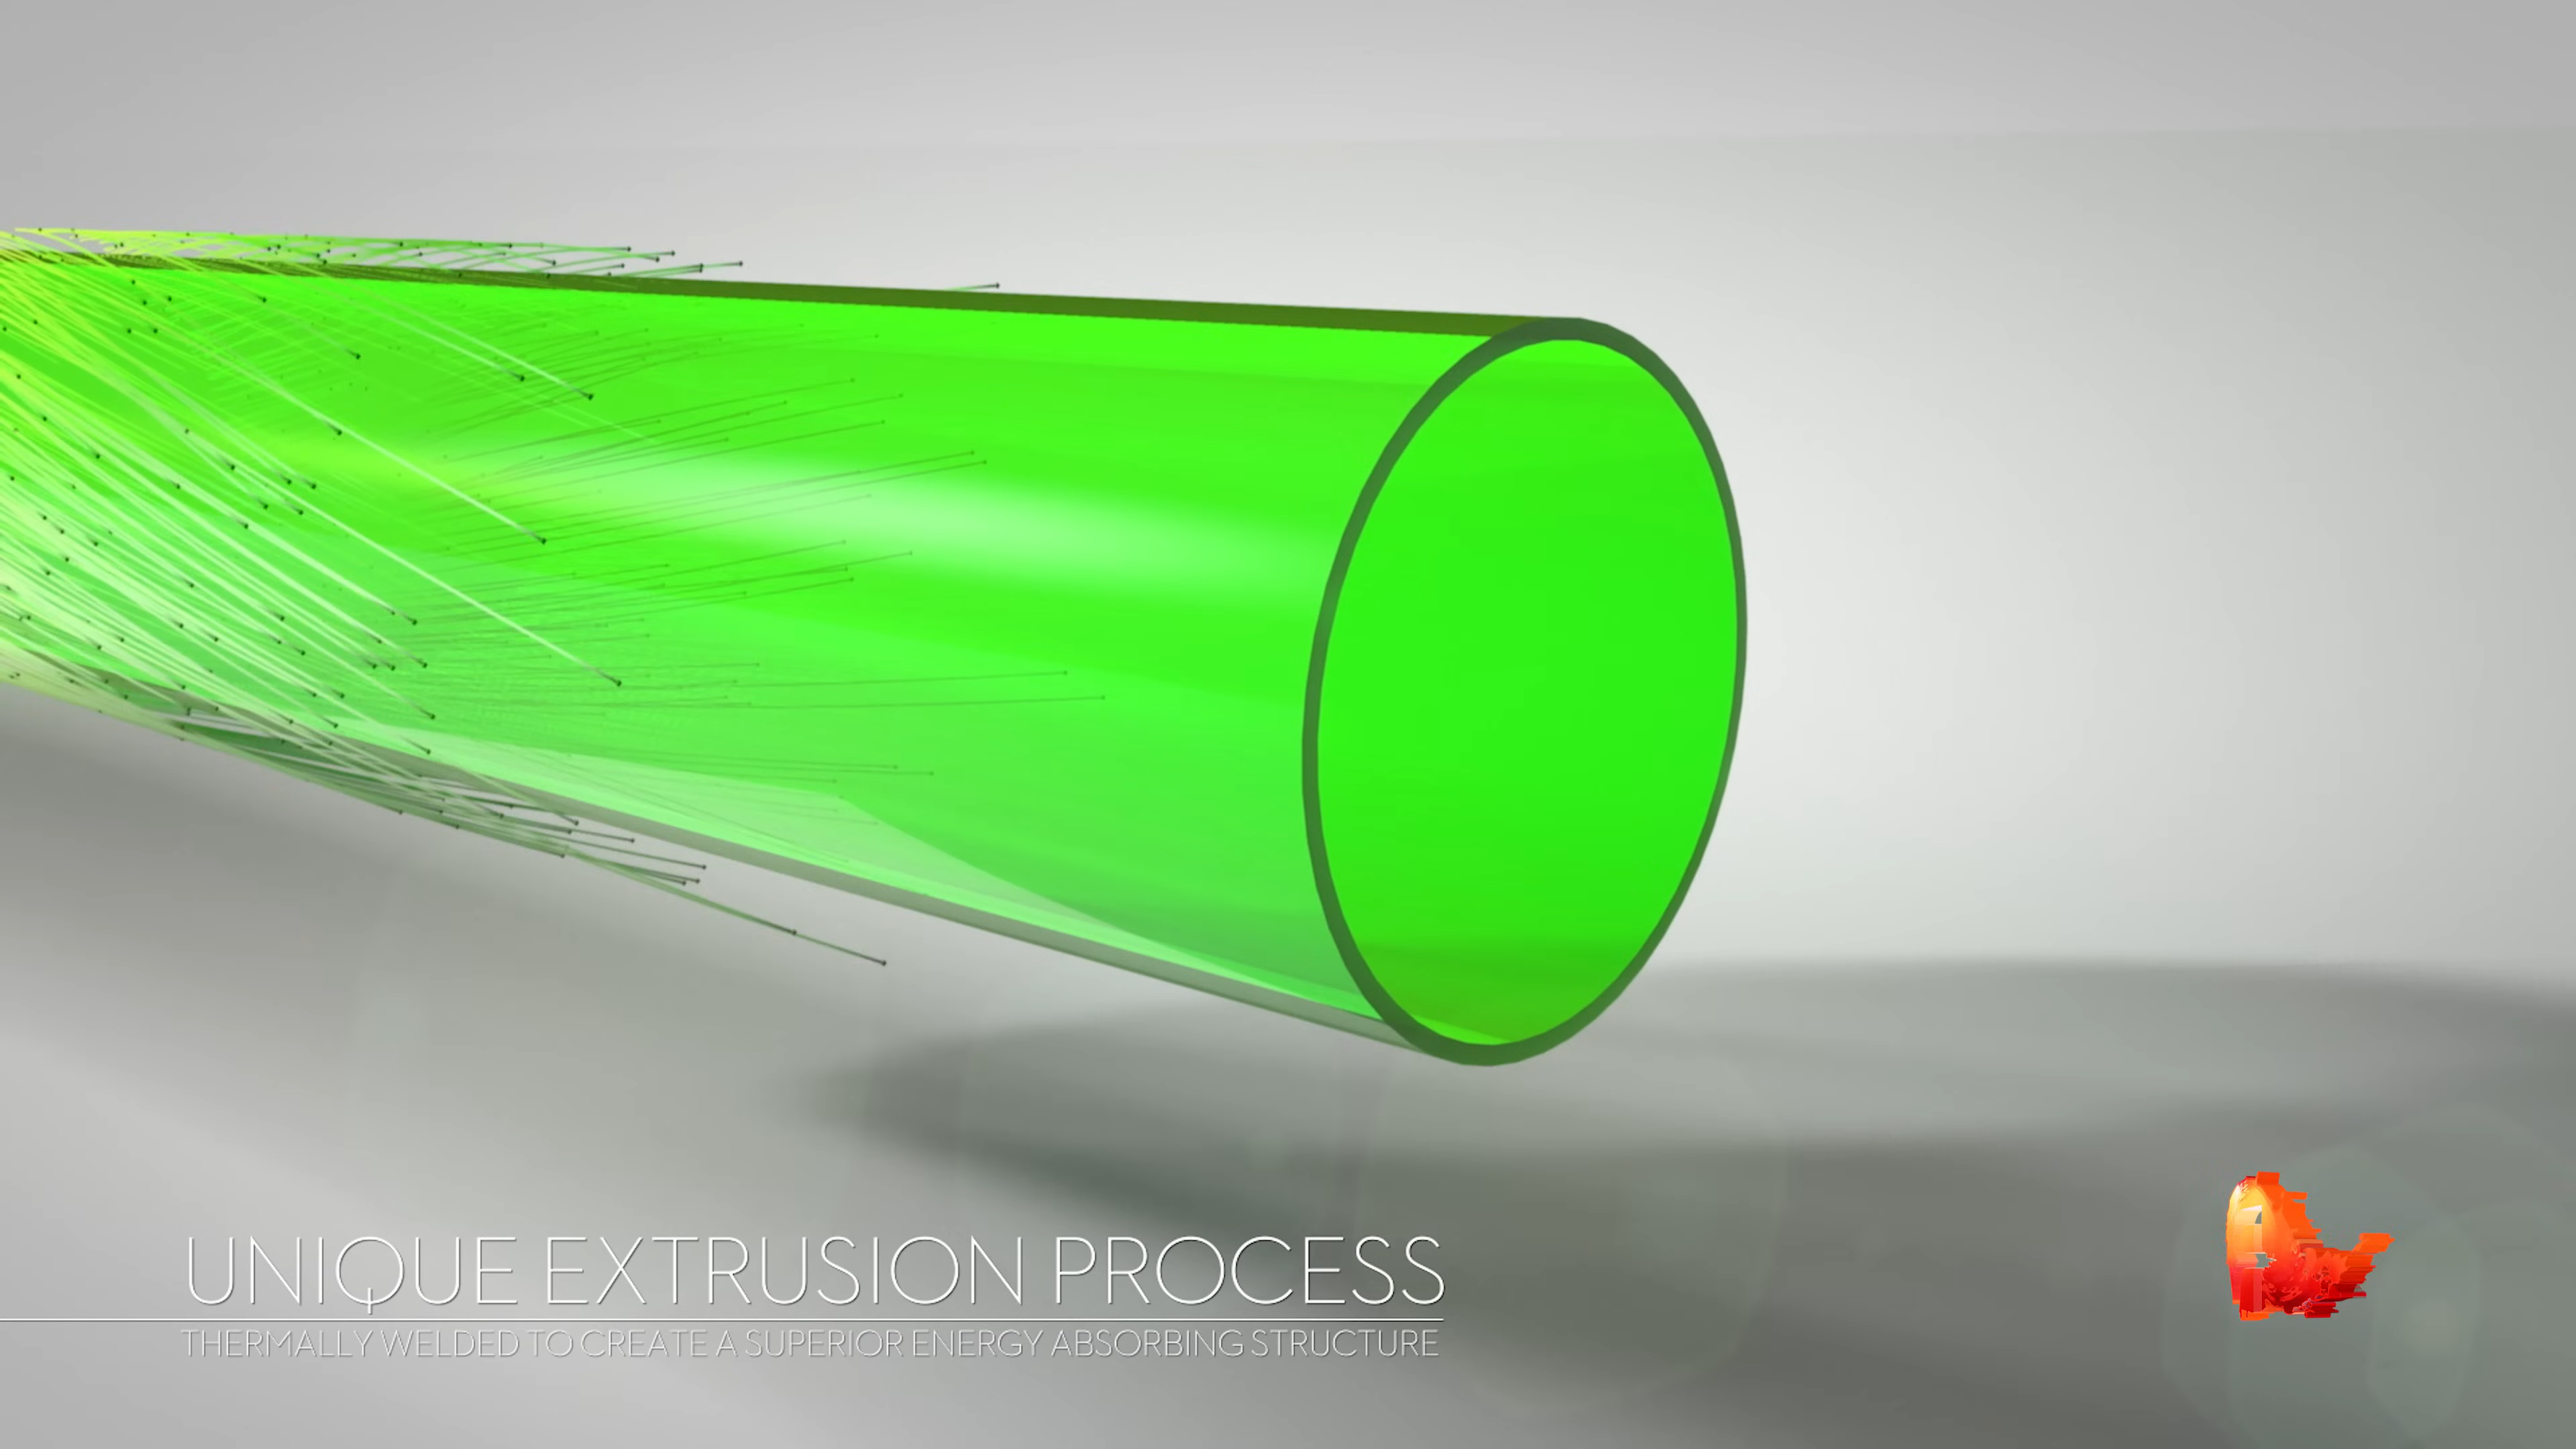 UNIQUE EXTRUSION PROCESS
THERMALLY WELDED TO CREATE A SUPERIOR ENERGY ABSORBING STRUCTURE